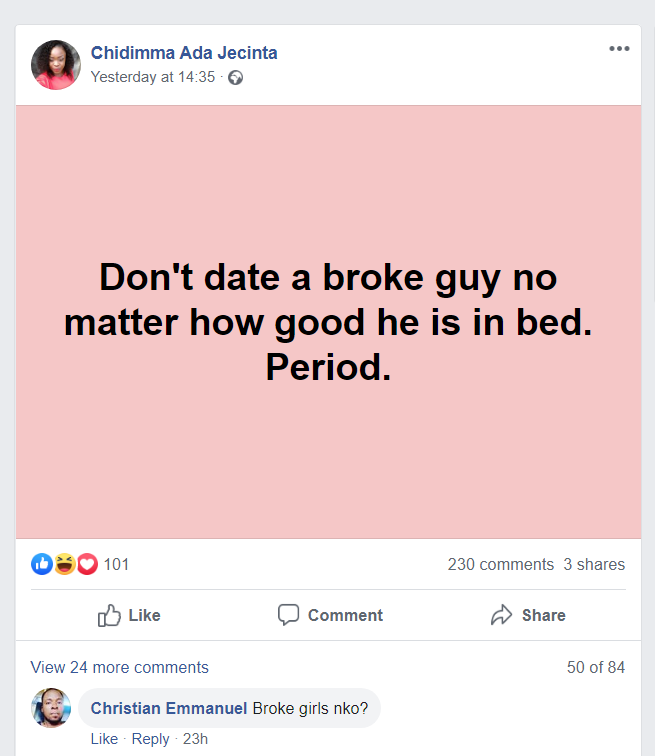 Chidimma Ada Jecinta
Yesterday at 14:35 ·
Don't date a broke guy no
matter how good he is in bed.
Period.
101
230 comments 3 shares
Like Comment Share
View 24 more comments 50 of 84
Christian Emmanuel Broke girls nko?
Like · Reply · 23h